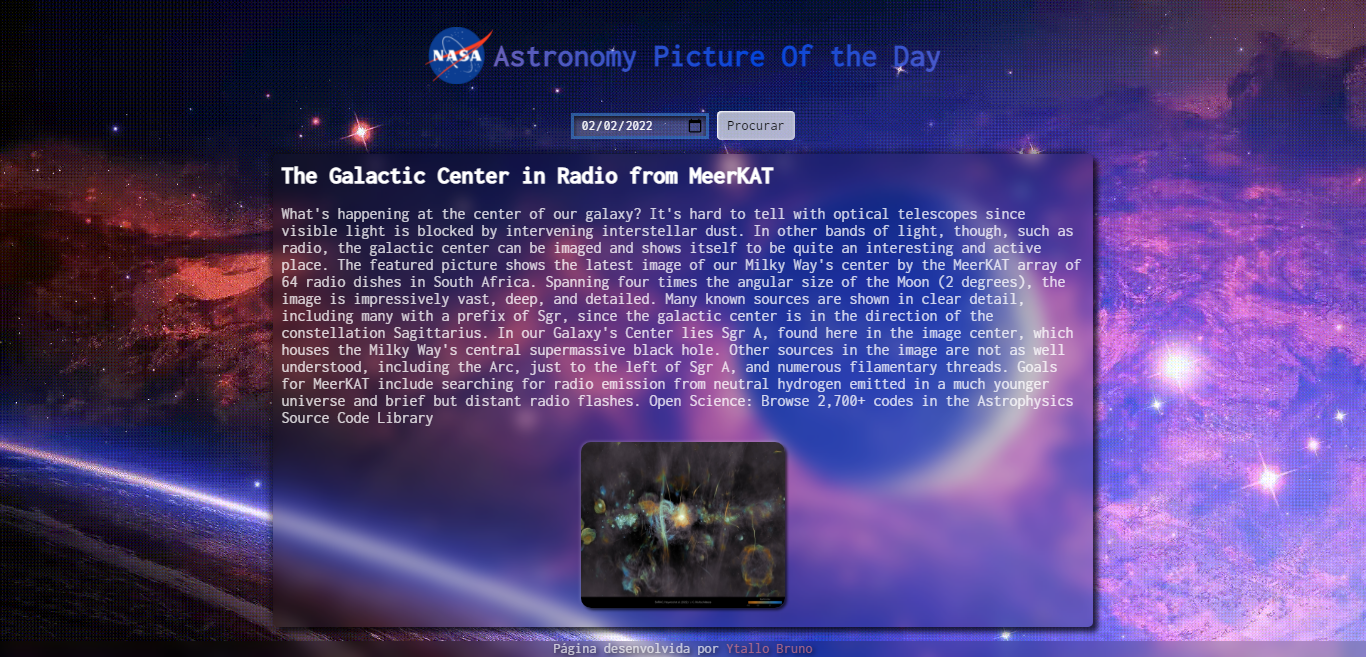 NASA
Astronomy Picture Of the Day
02/02/2022
Procurar
The Galactic Center in Radio from MeerKAT
What's happening at the center of our galaxy? It's hard to tell with optical telescopes since
visible light is blocked by intervening interstellar dust. In other bands of light, though, such as
radio, the galactic center can be imaged and shows itself to be quite an interesting and active
place. The featured picture shows the latest image of our Milky Way's center by the MeerKAT array of
64 radio dishes in South Africa. Spanning four times the angular size of the Moon (2 degrees), the
image is impressively vast, deep, and detailed. Many known sources are shown in clear detail,
including many with a prefix of Sgr, since the galactic center is in the direction of the
constellation Sagittarius. In our Galaxy's Center lies Sgr A, found here in the image center, which
houses the Milky Way's central supermassive black hole. Other sources in the image are not as well
understood, including the Arc, just to the left of Sgr A, and numerous filamentary threads. Goals
for MeerKAT include searching for radio emission from neutral hydrogen emitted in a much younger
universe and brief but distant radio flashes. Open Science: Browse 2,700+ codes in the Astrophysics
Source Code Library
Página desenvolvida por Ytallo Bruno